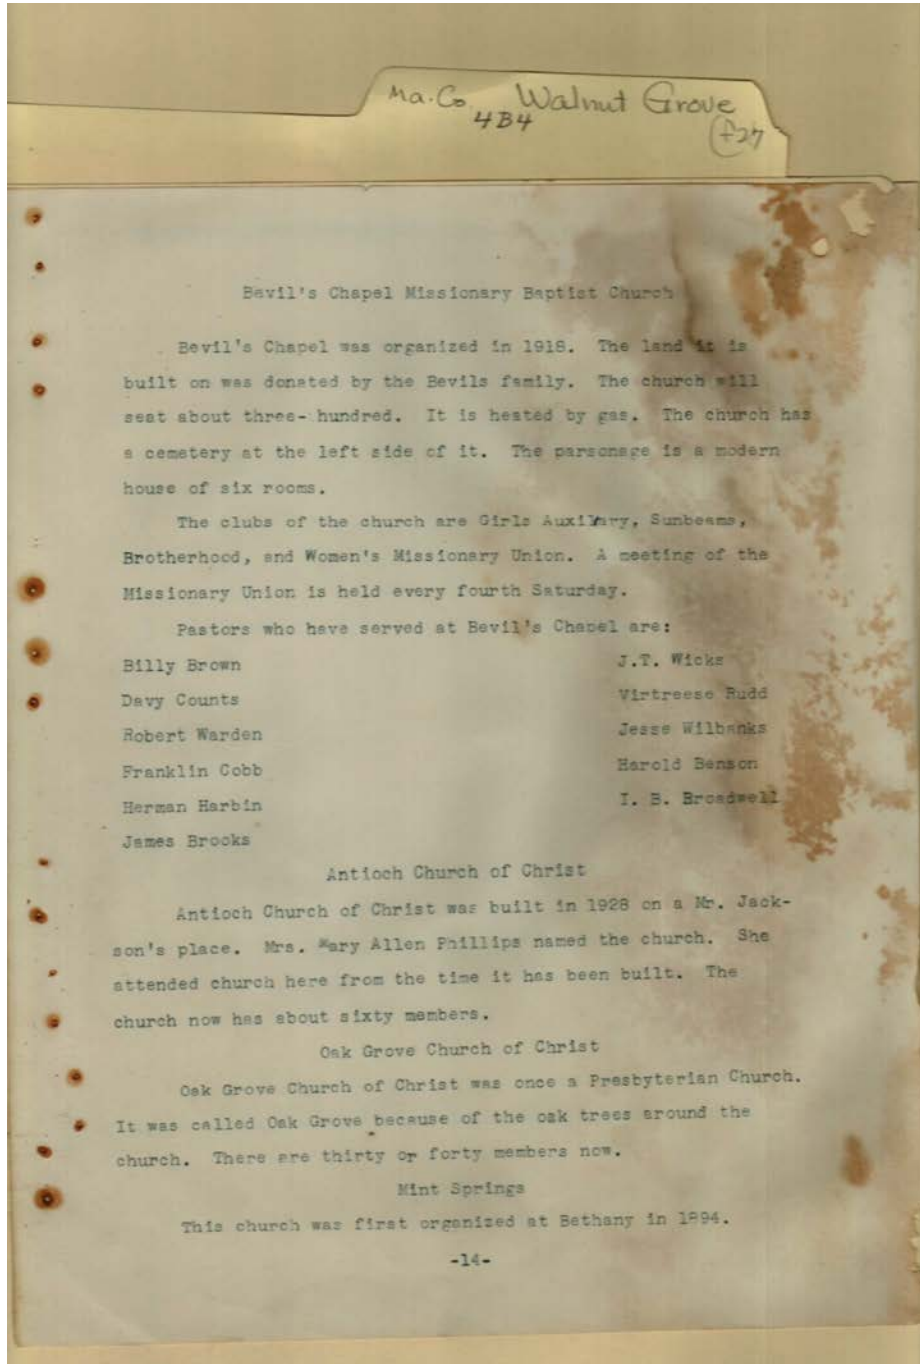 Ma. Co. Walnut Grove
4B4
f27
Bevil's Chapel Missionary Baptist Church
Bevil's Chapel was organized in 1918. The land it is
built on was donated by the Bevils family. The church will
seat about three- hundred. It is heated by gas. The church has
a cemetery at the left side of it. The parsonage is a modern
house of six rooms.
The clubs of the church are Girls Auxilary, Sunbeams,
Brotherhood, and Women's Missionary Union. A meeting of the
Missionary Union is held every fourth Saturday.
Pastors who have served at Bevil's Chapel are:
Billy Brown
Davy Counts
Robert Warden
Franklin Cobb
Herman Harbin
James Brooks
J.T. Wicks
Virtreese Rudd
Jesse Wilbanks
Harold Benson
I. B. Broadwell
Antioch Church of Christ
Antioch Church of Christ was built in 1928 on a Mr. Jack-
son's place. Mrs. Mary Allen Phillips named the church. She
attended church here from the time it has been built. The
church now has about sixty members.
Oak Grove Church of Christ
Oak Grove Church of Christ was once a Presbyterian Church.
It was called Oak Grove because of the oak trees around the
church. There are thirty or forty members now.
Mint Springs
This church was first organized at Bethany in 1894.
-14-